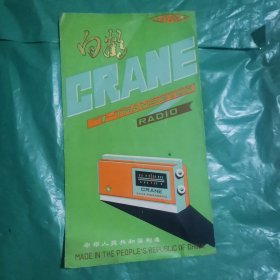 白鹤
CRANE
RADIO
CRANE
中华人民共和国制造
MADE IN THE PEOPLE'S REPUBLIC OF CHINA